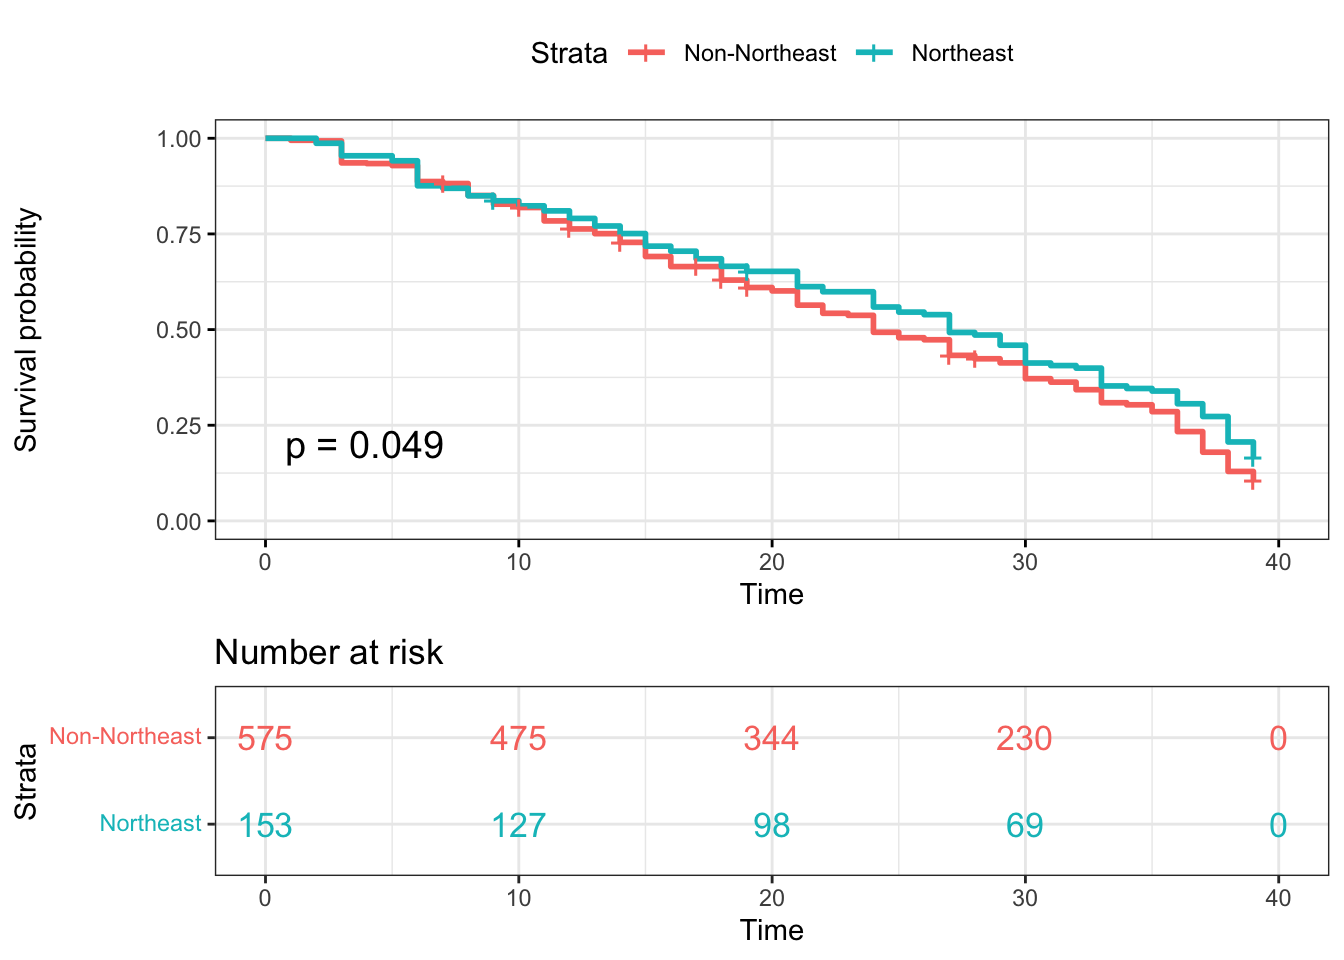 Strata Non-Northeast Northeast
Survival probability
1.00
0.75
0.50
0.25
0.00
p = 0.049
0 10 20 30 40
Time
Number at risk
Strata
Non-Northeast 575 475 344 230 0
Northeast 153 127 98 69 0
0 10 20 30 40
Time